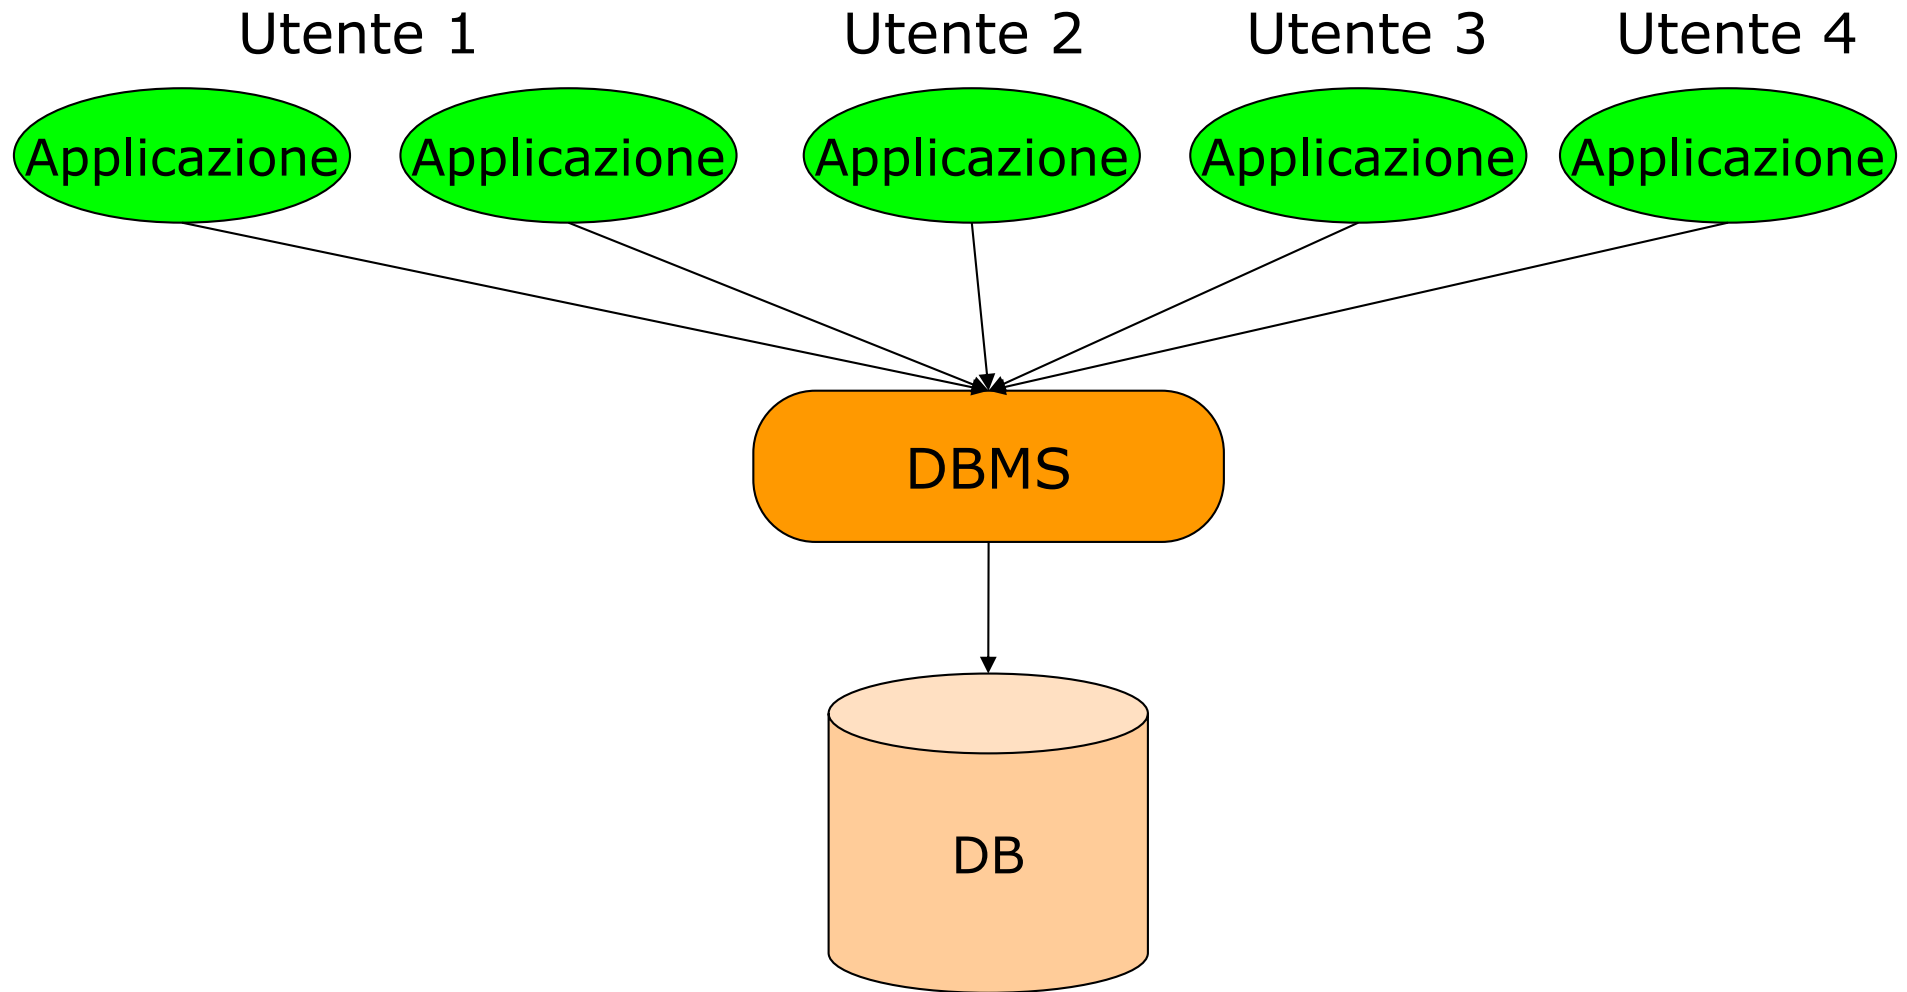 Utente 1 Utente 2 Utente 3 Utente 4
Applicazione Applicazione Applicazione Applicazione Applicazione
DBMS
DB